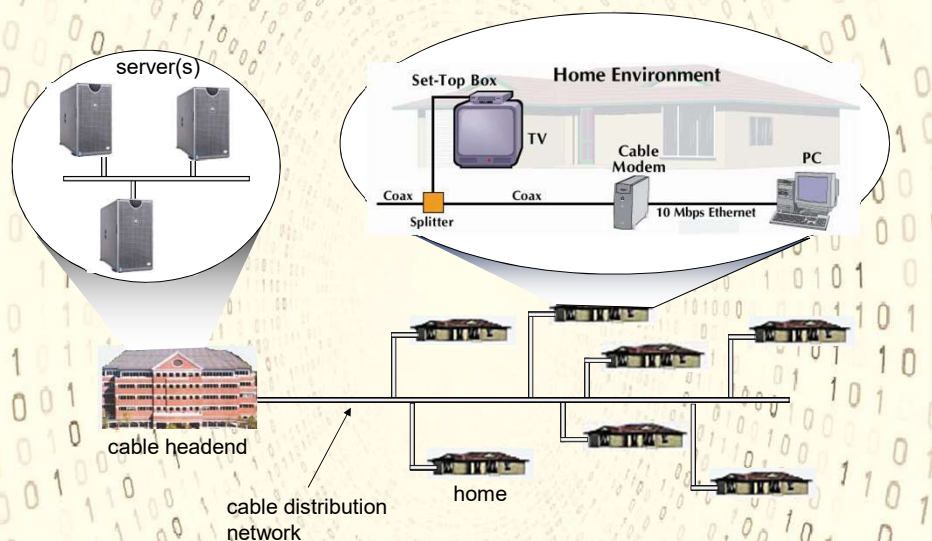 server(s)
Home Environment
Set-Top Box
TV
Cable
Modem
PC
Coax
Coax
10 Mbps Ethernet
Splitter
cable headend
home
cable distribution
network